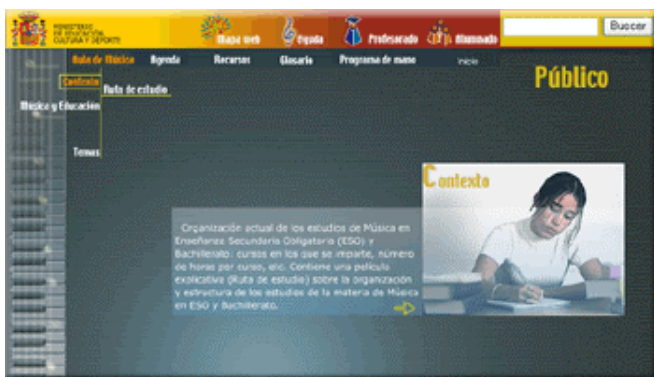 MINISTERIO
DE EDUCACIÓN,
CULTURA Y DEPORTE
Mapa web
Ayuda
Profesorado
Alumnado
Buscar
Aula de Música
Agenda
Recursos
Glosario
Programa de mano
Inicio
Público
Contexto
Ruta de estudio
Música y Educación
Temas
Contexto
Organización actual de los estudios de Música en
Enseñanza Secundaria Obligatoria (ESO) y
Bachillerato: cursos en los que se imparte, número
de horas por curso, etc. Contiene una película
explicativa (Ruta de estudio) sobre la organización
y estructura de los estudios de la materia de Música
en ESO y Bachillerato.